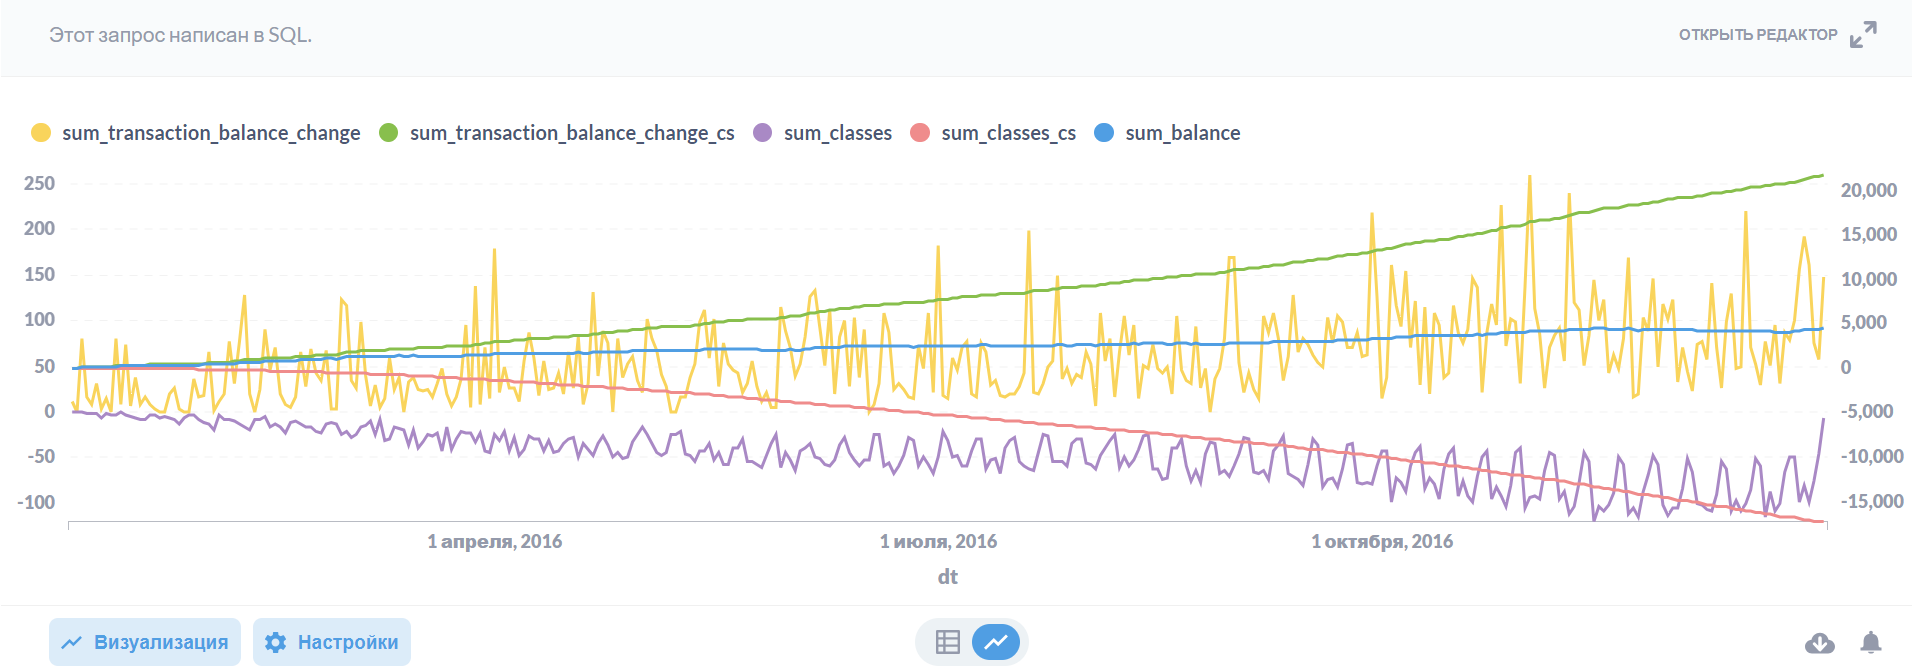 Этот запрос написан в SQL.
ОТКРЫТЬ РЕДАКТОР
sum_transaction_balance_change sum_transaction_balance_change_cs sum_classes sum_classes_cs sum_balance
250
200
150
100
50
0
-50
-100
20,000
15,000
10,000
5,000
0
-5,000
-10,000
-15,000
1 апреля, 2016 1 июля, 2016 1 октября, 2016
dt
Визуализация Настройки